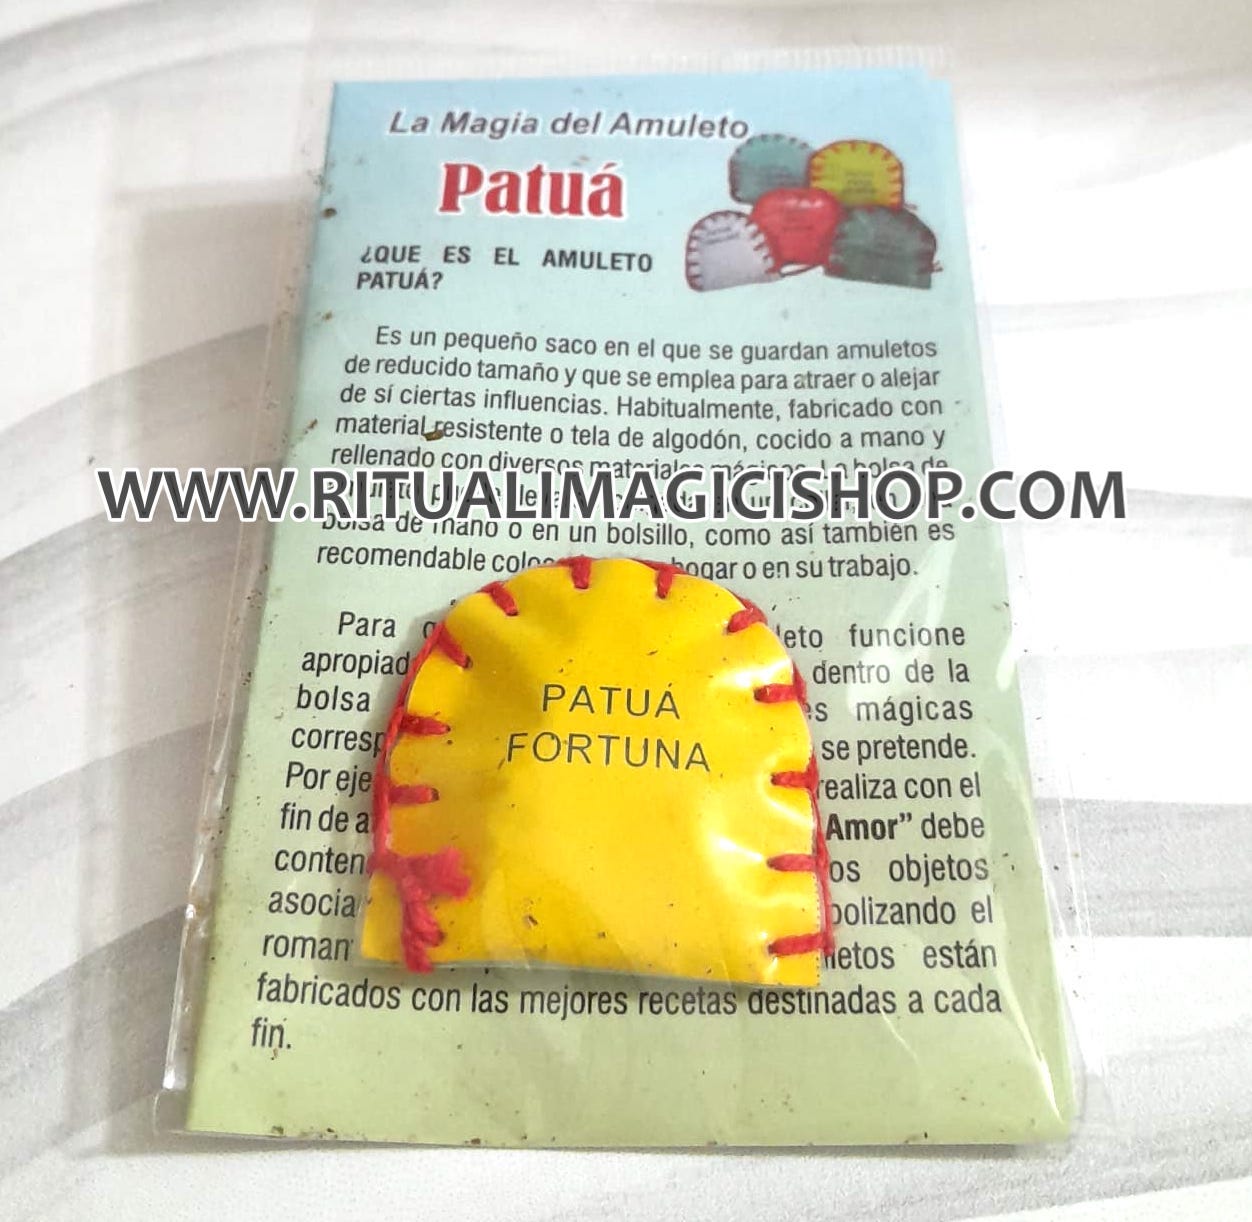 La Magia del Amuleto
Patuá
¿QUE ES EL AMULETO
PATUÁ?
Es un pequeño saco en el que se guardan amuletos
de reducido tamaño y que se emplea para atraer o alejar
de sí ciertas influencias. Habitualmente, fabricado con
material resistente o tela de algodón, cocido a mano y
rellenado con diversos materiales mágicos. La bolsa de
WWW.RITUALIMAGICISHOP.COM
bolsa de mano o en un bolsillo, como así también es
recomendable hogar o en su trabajo.
Para funcione
dentro de la
bolsa mágicas
se pretende.
Por realiza con el
fin de Amor” debe
objetos
el
están
PATUÁ
FORTUNA
fabricados con las mejores recetas destinadas a cada
fin.